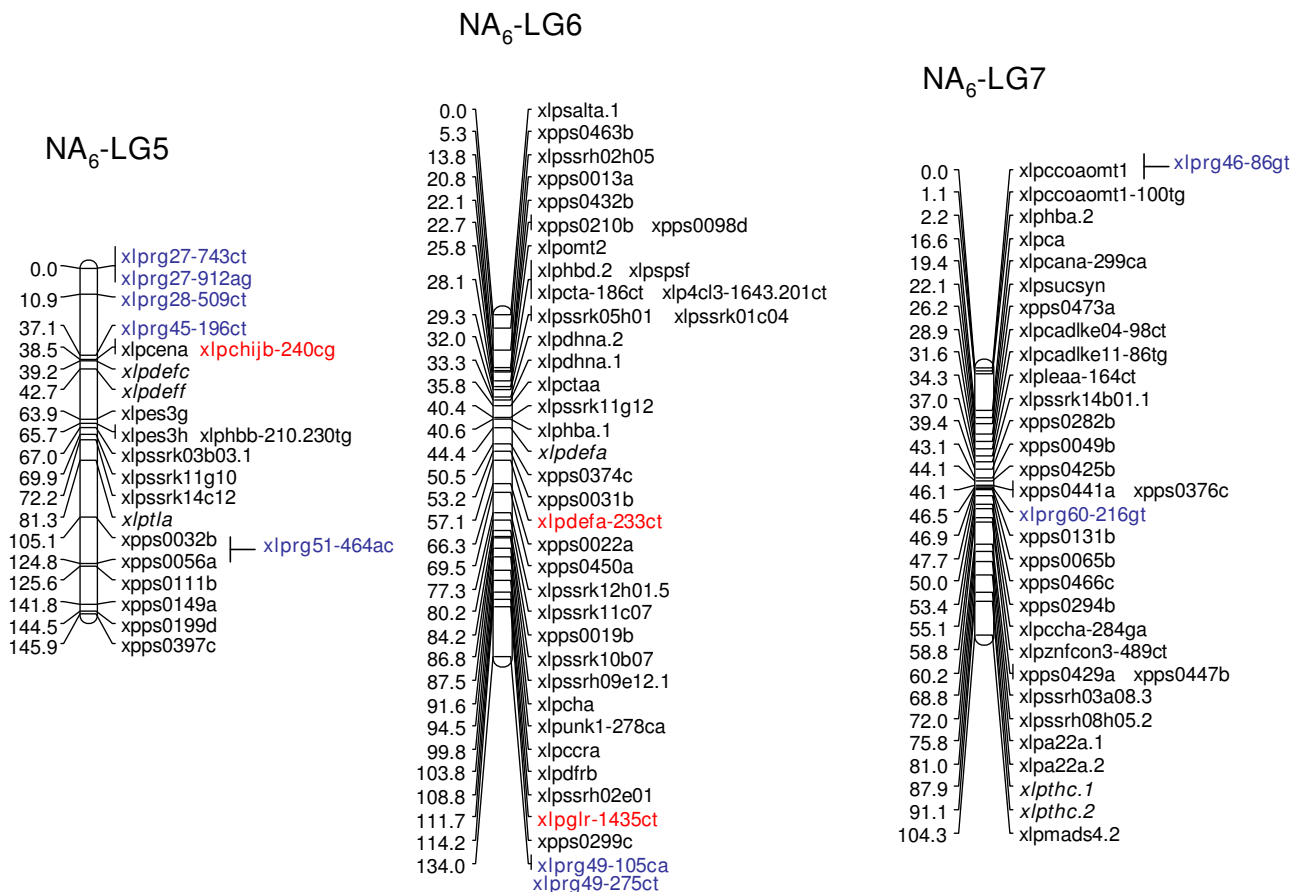 NA6-LG5
0.0 xlprg27-743ct
xlprg27-912ag
10.9 xlprg28-509ct
37.1 xlprg45-196ct
38.5 xlpcena xlpchijb-240cg
39.2 xlpdefc
42.7 xlpdeff
63.9 xlpes3g
65.7 xlpes3h xlphbb-210.230tg
67.0 xlpssrk03b03.1
69.9 xlpssrk11g10
72.2 xlpssrk14c12
81.3 xlptla
105.1 xpps0032b
xlprg51-464ac
124.8 xpps0056a
125.6 xpps0111b
141.8 xpps0149a
144.5 xpps0199d
145.9 xpps0397c
NA6-LG6
0.0 xlpsalta.1
5.3 xpps0463b
13.8 xlpssrh02h05
20.8 xpps0013a
22.1 xpps0432b
22.7 xpps0210b xpps0098d
25.8 xlpomt2
28.1 xlphbd.2 xlpspsf
xlpcta-186ct xlp4cl3-1643.201ct
29.3 xlpssrk05h01 xlpssrk01c04
32.0 xlpdhna.2
33.3 xlpdhna.1
35.8 xlpctaa
40.4 xlpssrk11g12
40.6 xlphba.1
44.4 xlpdefa
50.5 xpps0374c
53.2 xpps0031b
57.1 xlpdefa-233ct
66.3 xpps0022a
69.5 xpps0450a
77.3 xlpssrk12h01.5
80.2 xlpssrk11c07
84.2 xpps0019b
86.8 xlpssrk10b07
87.5 xlpssrh09e12.1
91.6 xlpcha
94.5 xlpunk1-278ca
99.8 xlpccra
103.8 xlpdfrb
108.8 xlpssrh02e01
111.7 xlpglr-1435ct
114.2 xpps0299c
134.0 xlprg49-105ca
xlprg49-275ct
NA6-LG7
0.0 xlpccoaomt1 xlprg46-86gt
1.1 xlpccoaomt1-100tg
2.2 xlphba.2
16.6 xlpca
19.4 xlpcana-299ca
22.1 xlpsucsyn
26.2 xpps0473a
28.9 xlpcadlke04-98ct
31.6 xlpcadlke11-86tg
34.3 xlpleaa-164ct
37.0 xlpssrk14b01.1
39.4 xpps0282b
43.1 xpps0049b
44.1 xpps0425b
46.1 xpps0441a xpps0376c
46.5 xlprg60-216gt
46.9 xpps0131b
47.7 xpps0065b
50.0 xpps0466c
53.4 xpps0294b
55.1 xlpccha-284ga
58.8 xlpznfcon3-489ct
60.2 xpps0429a xpps0447b
68.8 xlpssrh03a08.3
72.0 xlpssrh08h05.2
75.8 xlpa22a.1
81.0 xlpa22a.2
87.9 xlpthc.1
91.1 xlpthc.2
104.3 xlpmads4.2